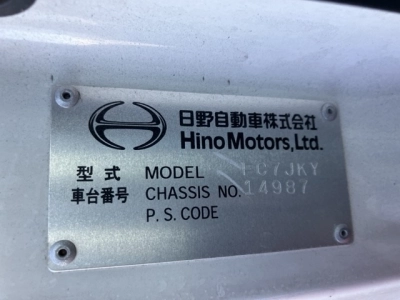 日野自動車株式会社
Hino Motors, Ltd.
型式 MODEL FC7JKY
車台番号 CHASSIS NO. 14987
P.S.CODE